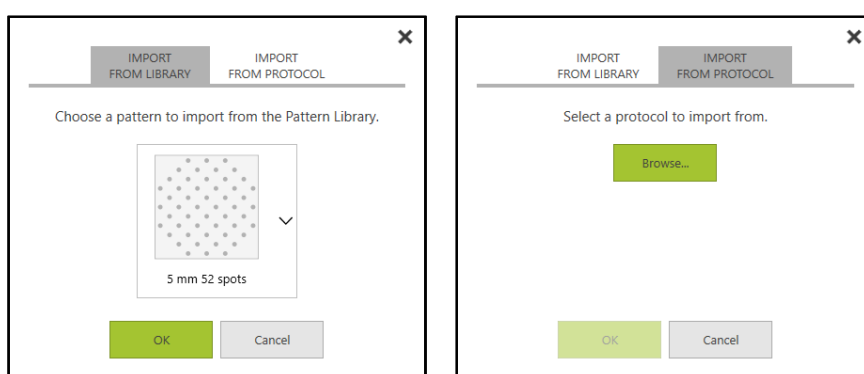 IMPORT
FROM LIBRARY
IMPORT
FROM PROTOCOL
Choose a pattern to import from the Pattern Library.
5 mm 52 spots
OK
Cancel
IMPORT
FROM LIBRARY
IMPORT
FROM PROTOCOL
Select a protocol to import from.
Browse...
OK
Cancel